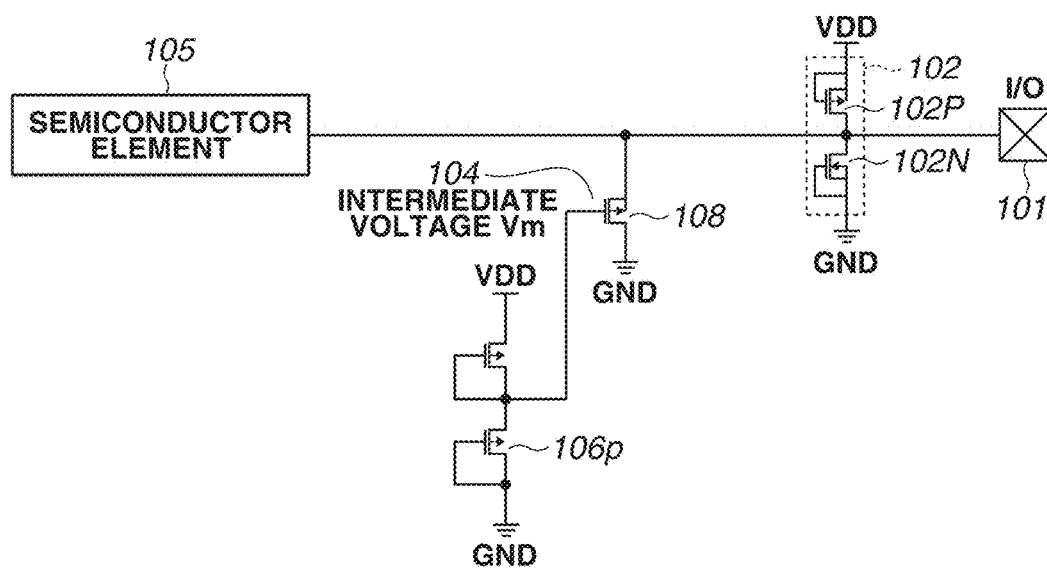 105
SEMICONDUCTOR
ELEMENT
VDD
102
I/O
102P
102N
101
GND
104
INTERMEDIATE
VOLTAGE Vm
108
GND
VDD
106p
GND